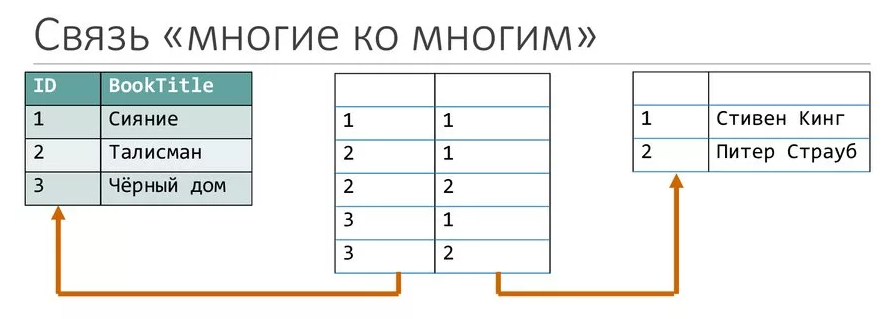 Связь «многие ко многим»
ID BookTitle
1 Сияние
2 Талисман
3 Чёрный дом
1 1
2 1
2 2
3 1
3 2
1 Стивен Кинг
2 Питер Страуб